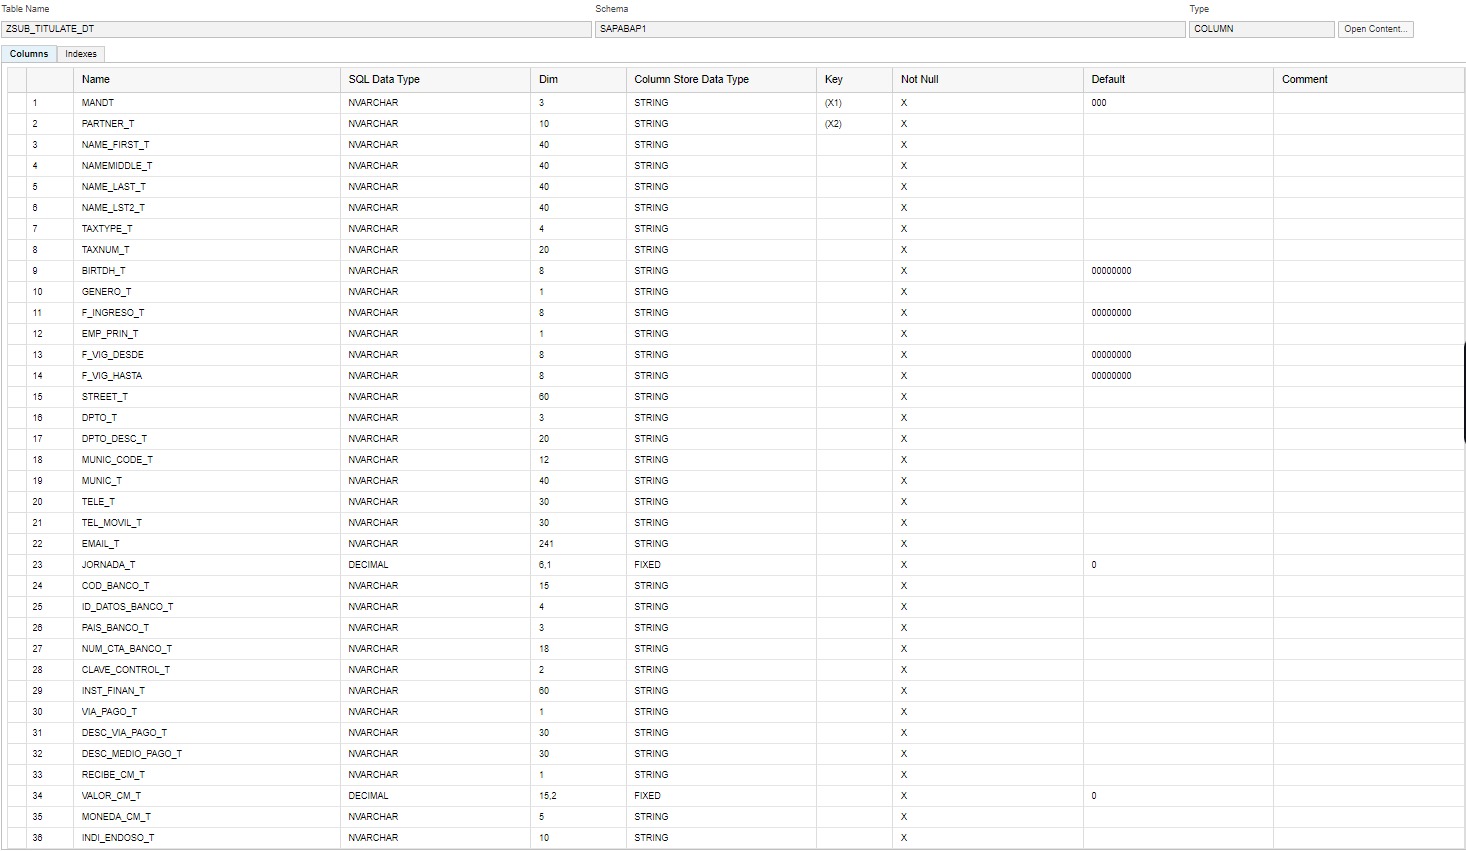 Table Name Schema Type
ZSUB_TITULATE_DT SAPABAP1 COLUMN Open Content...
Columns Indexes
Name SQL Data Type Dim Column Store Data Type Key Not Null Default Comment
1 MANDT NVARCHAR 3 STRING (X1) X 000
2 PARTNER_T NVARCHAR 10 STRING (X2) X
3 NAME_FIRST_T NVARCHAR 40 STRING X
4 NAMEMIDDLE_T NVARCHAR 40 STRING X
5 NAME_LAST_T NVARCHAR 40 STRING X
6 NAME_LST2_T NVARCHAR 40 STRING X
7 TAXTYPE_T NVARCHAR 4 STRING X
8 TAXNUM_T NVARCHAR 20 STRING X
9 BIRTDH_T NVARCHAR 8 STRING X 00000000
10 GENERO_T NVARCHAR 1 STRING X
11 F_INGRESO_T NVARCHAR 8 STRING X 00000000
12 EMP_PRIN_T NVARCHAR 1 STRING X
13 F_VIG_DESDE NVARCHAR 8 STRING X 00000000
14 F_VIG_HASTA NVARCHAR 8 STRING X 00000000
15 STREET_T NVARCHAR 60 STRING X
16 DPTO_T NVARCHAR 3 STRING X
17 DPTO_DESC_T NVARCHAR 20 STRING X
18 MUNIC_CODE_T NVARCHAR 12 STRING X
19 MUNIC_T NVARCHAR 40 STRING X
20 TELE_T NVARCHAR 30 STRING X
21 TEL_MOVIL_T NVARCHAR 30 STRING X
22 EMAIL_T NVARCHAR 241 STRING X
23 JORNADA_T DECIMAL 6,1 FIXED X 0
24 COD_BANCO_T NVARCHAR 15 STRING X
25 ID_DATOS_BANCO_T NVARCHAR 4 STRING X
26 PAIS_BANCO_T NVARCHAR 3 STRING X
27 NUM_CTA_BANCO_T NVARCHAR 18 STRING X
28 CLAVE_CONTROL_T NVARCHAR 2 STRING X
29 INST_FINAN_T NVARCHAR 60 STRING X
30 VIA_PAGO_T NVARCHAR 1 STRING X
31 DESC_VIA_PAGO_T NVARCHAR 30 STRING X
32 DESC_MEDIO_PAGO_T NVARCHAR 30 STRING X
33 RECIBE_CM_T NVARCHAR 1 STRING X
34 VALOR_CM_T DECIMAL 15,2 FIXED X 0
35 MONEDA_CM_T NVARCHAR 5 STRING X
36 INDI_ENDOSO_T NVARCHAR 10 STRING X